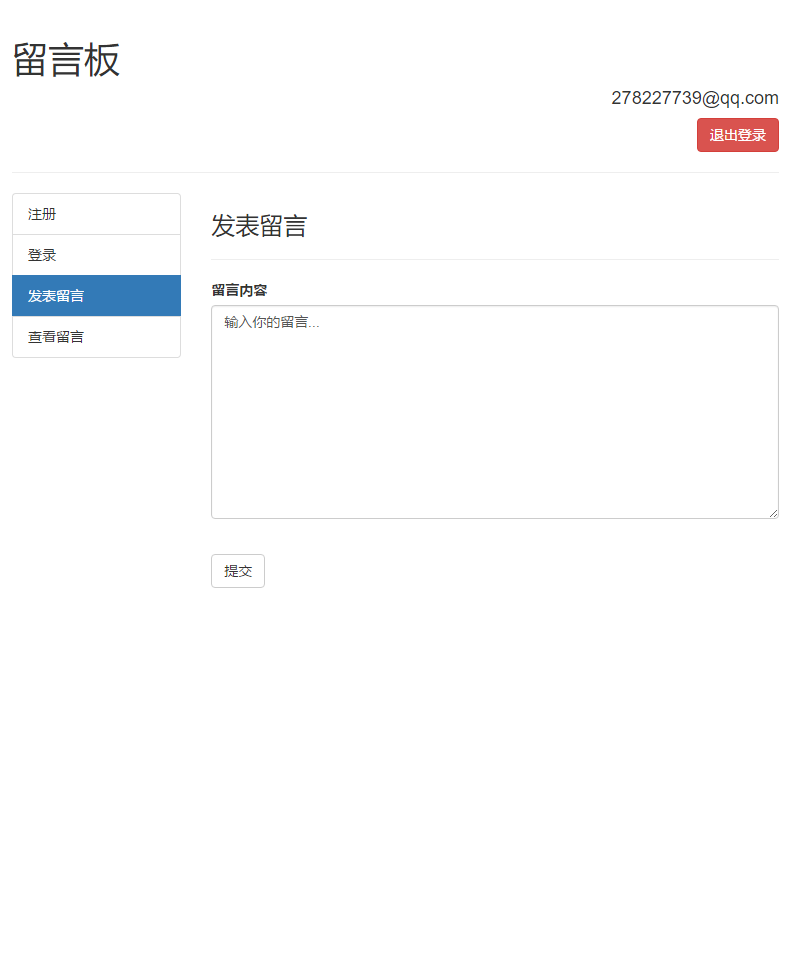 留言板
278227739@qq.com
退出登录
注册
登录
发表留言
查看留言
发表留言
留言内容
输入你的留言...
提交